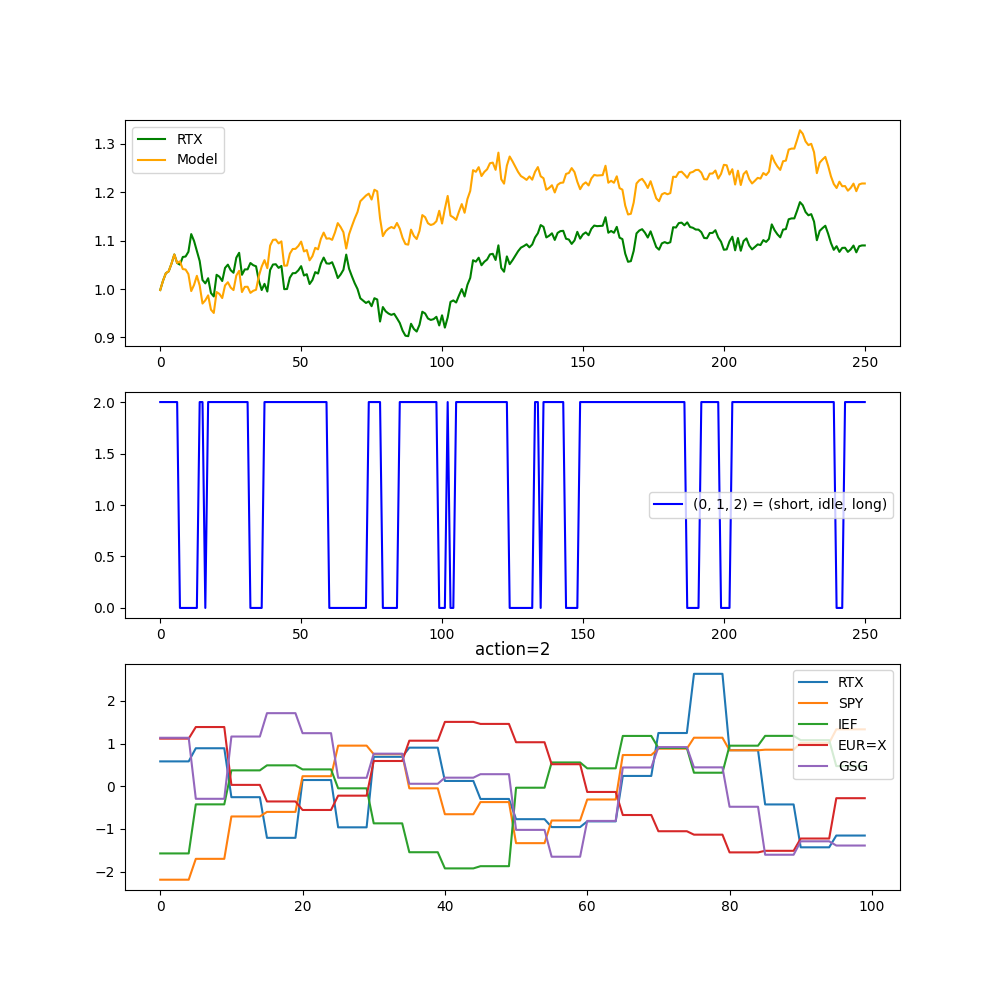 RTX
Model
1.3
1.2
1.1
1.0
0.9
0 50 100 150 200 250
2.0
1.5
1.0
0.5
0.0
(0, 1, 2) = (short, idle, long)
0 50 100 150 200 250
action=2
RTX
SPY
IEF
EUR=X
GSG
2
1
0
−1
−2
0 20 40 60 80 100